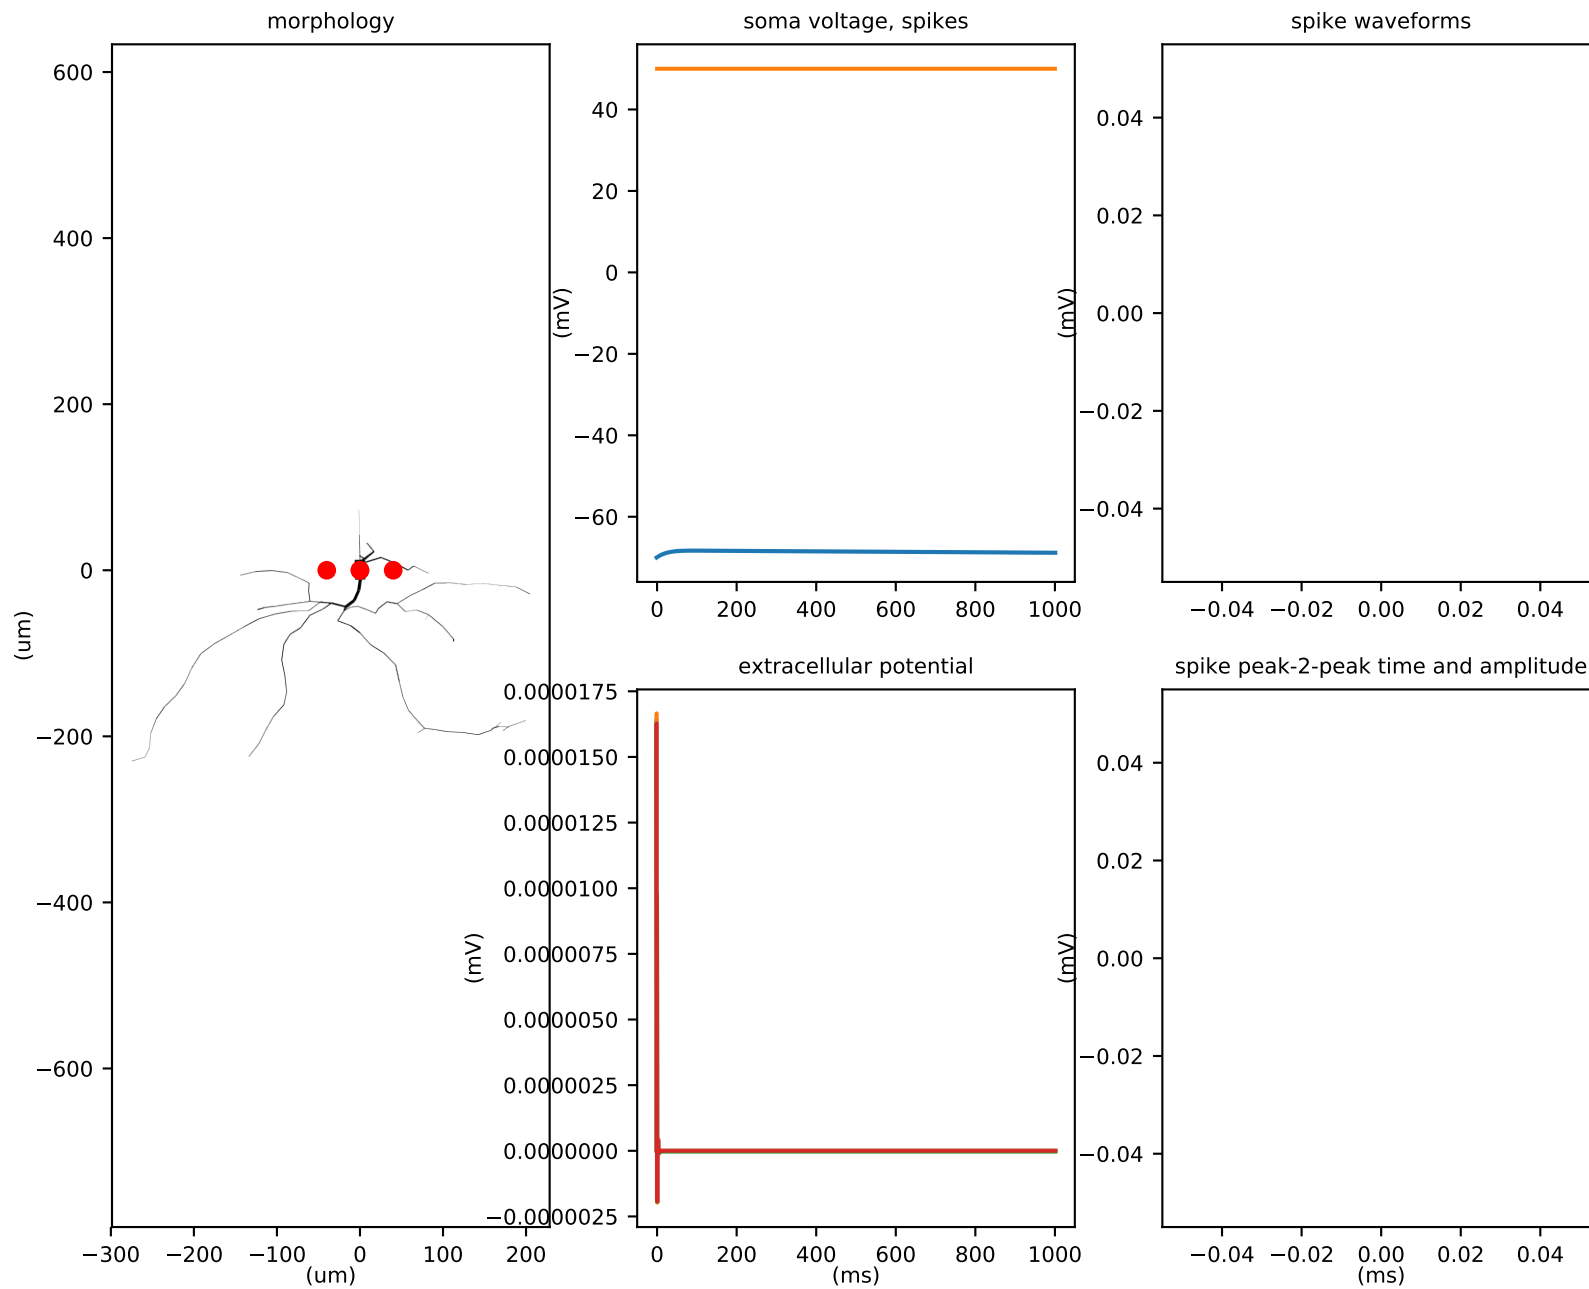 morphology
600
400
200
0
−200
−400
−600
(um)
−300 −200 −100 0 100 200
(um)
soma voltage, spikes
40
20
0
−20
−40
−60
(mV)
0 200 400 600 800 1000
spike waveforms
0.04
0.02
0.00
−0.02
−0.04
(mV)
−0.04 −0.02 0.00 0.02 0.04
extracellular potential
0.0000175
0.0000150
0.0000125
0.0000100
0.0000075
0.0000050
0.0000025
0.0000000
−0.0000025
(mV)
0 200 400 600 800 1000
(ms)
spike peak-2-peak time and amplitude
0.04
0.02
0.00
−0.02
−0.04
(mV)
−0.04 −0.02 0.00 0.02 0.04
(ms)